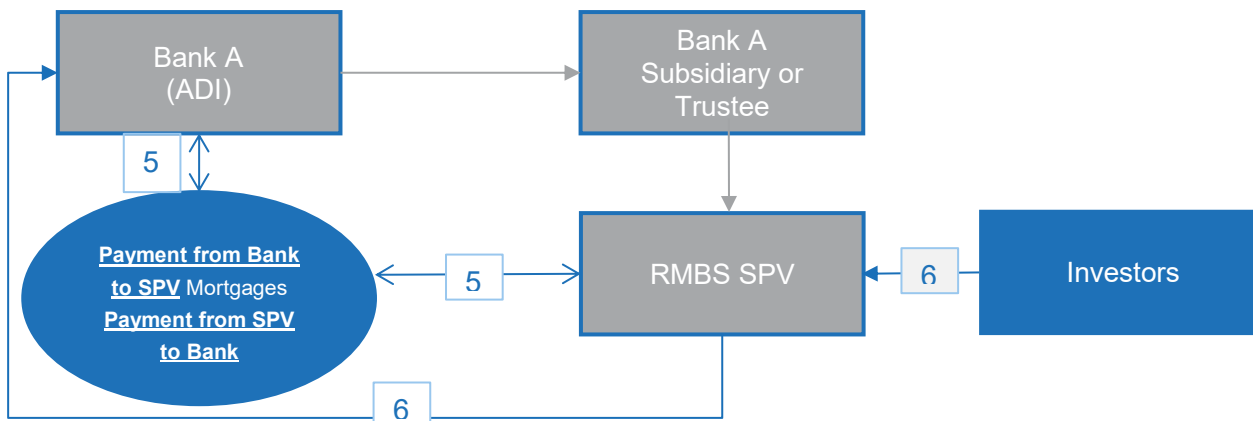 Bank A
(ADI)
Bank A
Subsidiary or
Trustee
5
Payment from Bank
to SPV Mortgages
Payment from SPV
to Bank
5
RMBS SPV
6
Investors
6